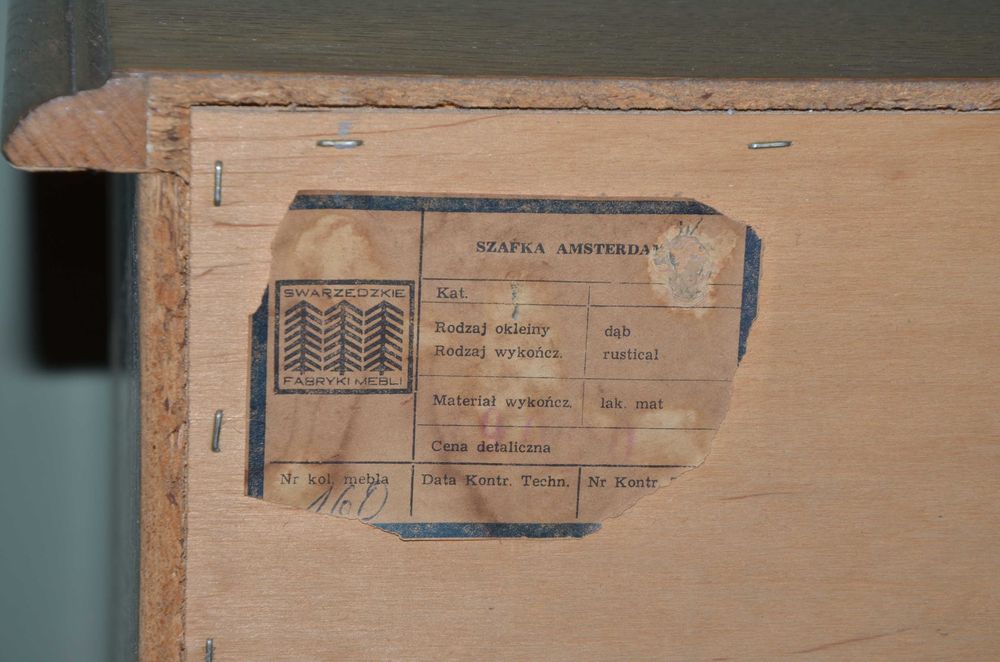 SZAFKA AMSTERDA
SWARZĘDZKIE
FABRYKI MEBLI
Kat.
Rodzaj okleiny dąb
Rodzaj wykończ. rustical
Materiał wykończ. lak. mat
Cena detaliczna
Nr kol. mebla Data Kontr. Techn. Nr Kontr.
160